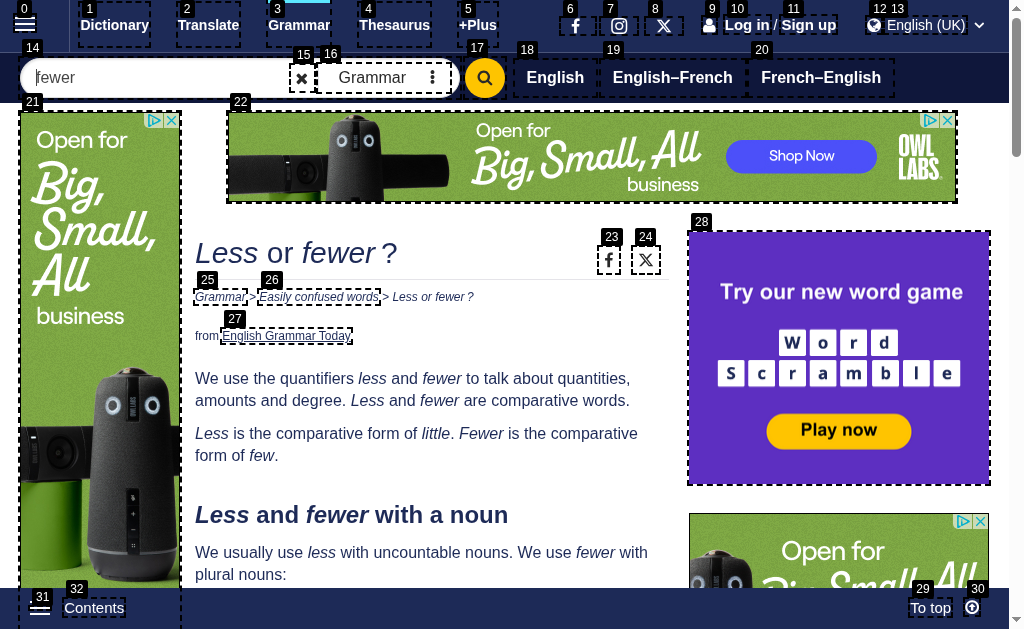 0 1 2 3 4 5 6 7 8 9 10 11 12 13
Dictionary Translate Grammar Thesaurus +Plus Log in / Sign up English (UK)
14 15 16 17 18 19 20
fewer Grammar English English–French French–English
21 22
Open for
Big,
Small,
All
business
Open for
Big, Small, All
business
Shop Now
OWL
LABS
23 24
Less or fewer ?
25 26
Grammar > Easily confused words > Less or fewer ?
27
from English Grammar Today
We use the quantifiers less and fewer to talk about quantities,
amounts and degree. Less and fewer are comparative words.
Less is the comparative form of little. Fewer is the comparative
form of few.
Less and fewer with a noun
We usually use less with uncountable nouns. We use fewer with
plural nouns:
28
Try our new word game
Word
Scramble
Play now
Open for
Big, Small, All
31 32 29 30
Contents To top